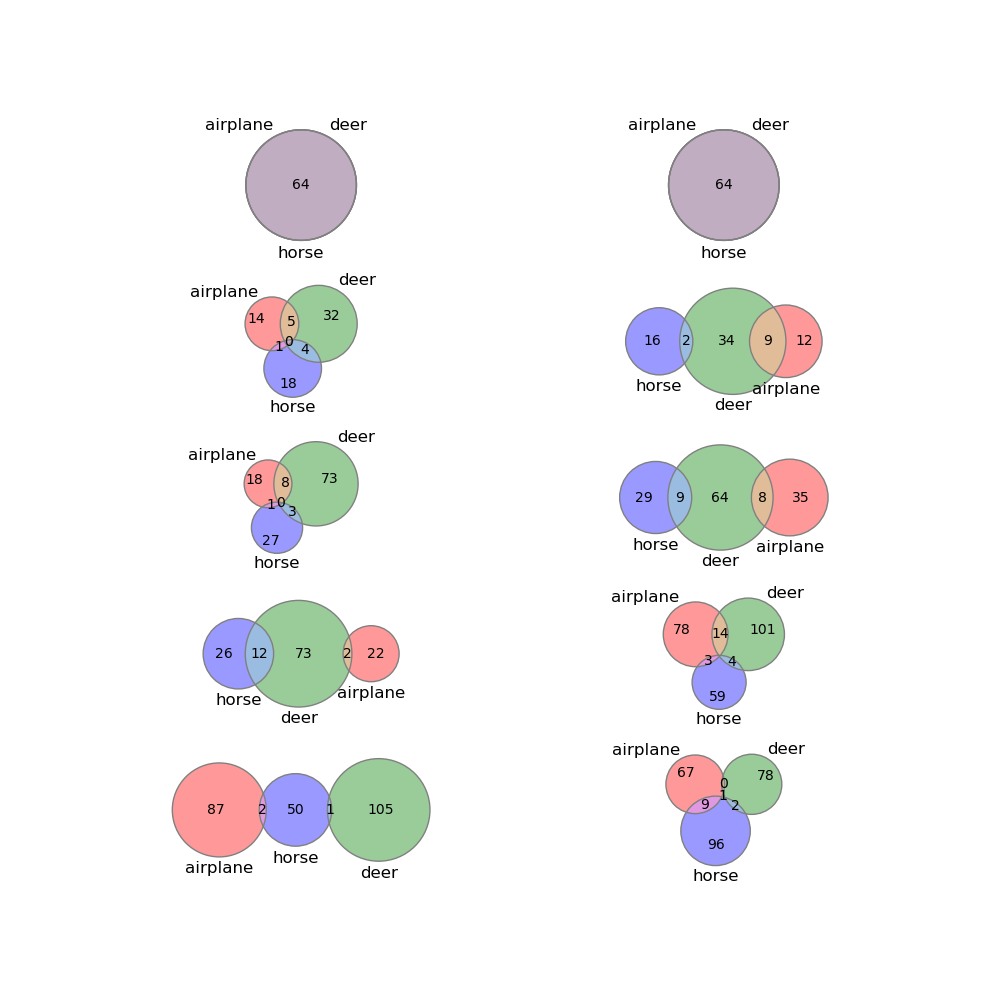 airplane deer
64
horse
airplane deer
64
horse
airplane deer
14 5 32
1 0 4
18
horse
16 2 34 9 12
horse deer airplane
airplane deer
18 8 73
1 0 3
27
horse
29 9 64 8 35
horse deer airplane
26 12 73 2 22
horse deer airplane
airplane deer
78 14 101
3 4
59
horse
87 2 50 1 105
airplane horse deer
airplane deer
67 0 78
9 1 2
96
horse